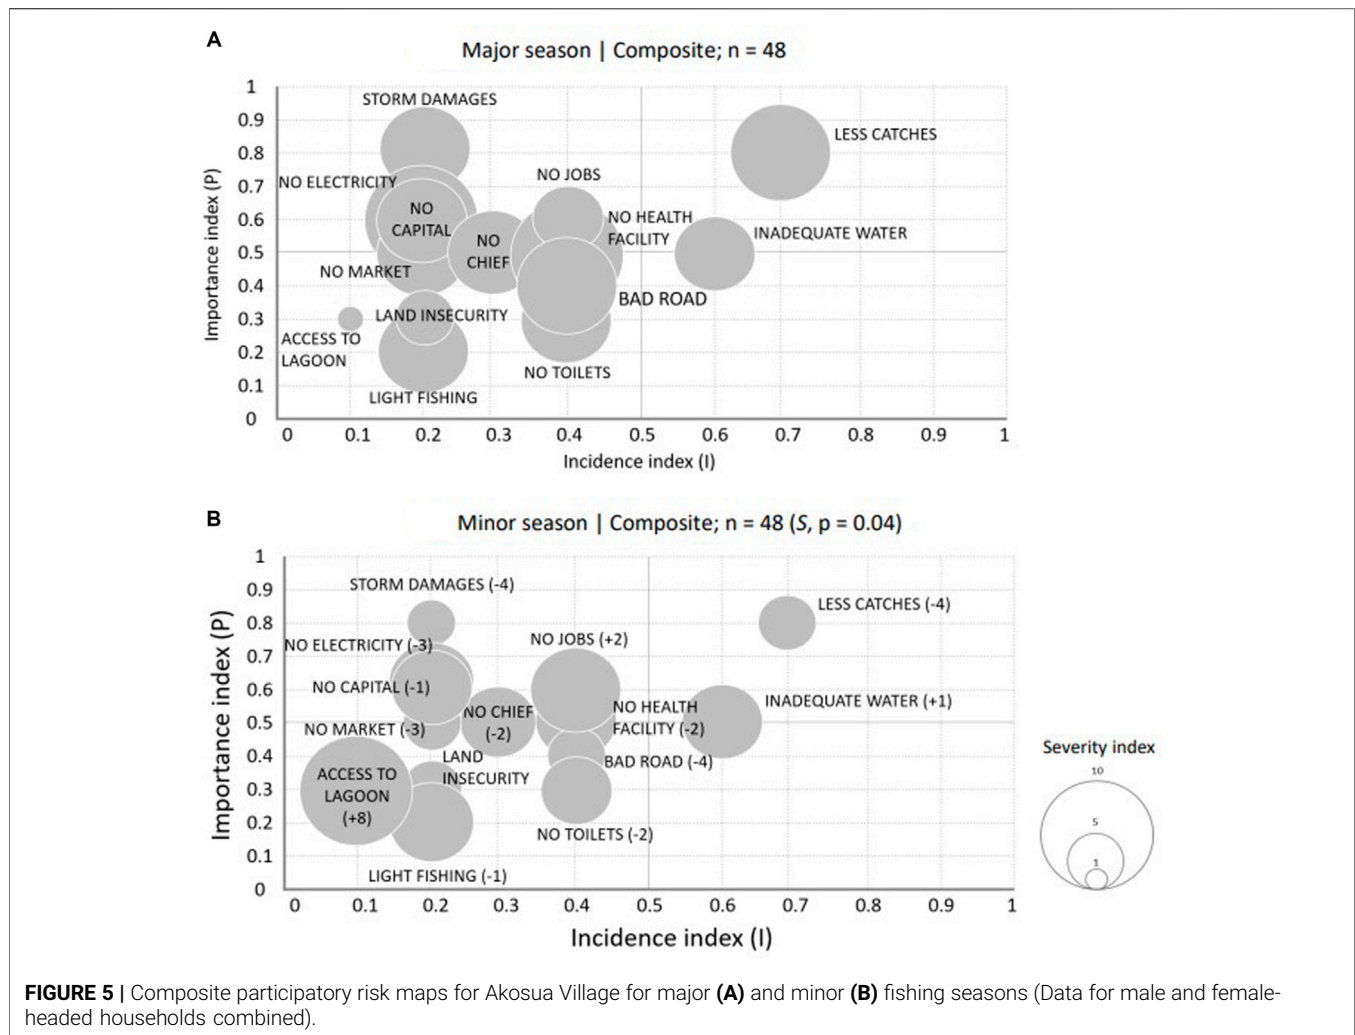 A
Major season | Composite; n = 48
1
STORM DAMAGES
0.9
LESS CATCHES
0.8
NO ELECTRICITY
NO JOBS
0.7
NO
CAPITAL
NO HEALTH
FACILITY
0.6
NO
CHIEF
INADEQUATE WATER
0.5
NO MARKET
0.4
BAD ROAD
0.3
LAND INSECURITY
ACCESS TO
LAGOON
0.2
NO TOILETS
0.1
LIGHT FISHING
0
0 0.1 0.2 0.3 0.4 0.5 0.6 0.7 0.8 0.9 1
Importance index (P)
Incidence index (I)
B
Minor season | Composite; n = 48 (S, p = 0.04)
1
STORM DAMAGES (-4)
0.9
LESS CATCHES (-4)
0.8
NO ELECTRICITY (-3)
NO JOBS (+2)
0.7
NO CAPITAL (-1)
0.6
NO CHIEF
(-2)
NO HEALTH
FACILITY (-2)
INADEQUATE WATER (+1)
0.5
NO MARKET (-3)
0.4
LAND
INSECURITY
BAD ROAD (-4)
ACCESS TO
LAGOON
(+8)
0.3
0.2
NO TOILETS (-2)
0.1
LIGHT FISHING (-1)
0
0 0.1 0.2 0.3 0.4 0.5 0.6 0.7 0.8 0.9 1
Importance index (P)
Incidence index (I)
Severity index
10
5
1
FIGURE 5 | Composite participatory risk maps for Akosua Village for major (A) and minor (B) fishing seasons (Data for male and female-
headed households combined).